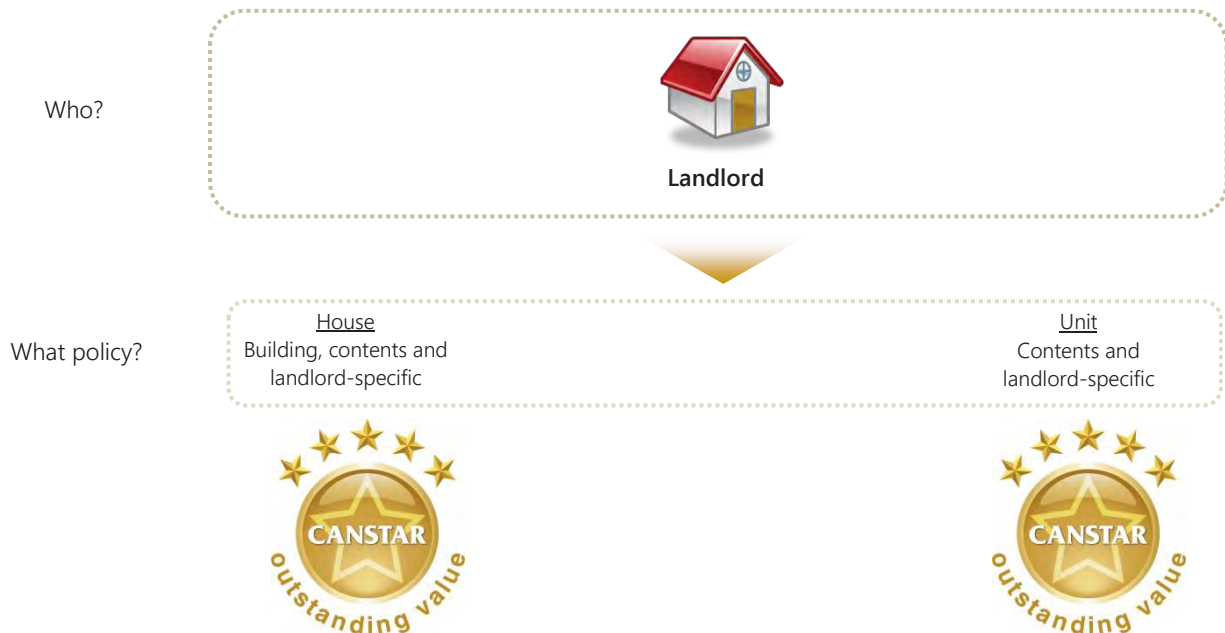 Who?
Landlord
What policy?
House
Building, contents and
landlord-specific
Unit
Contents and
landlord-specific
CANSTAR
outstanding value
CANSTAR
outstanding value